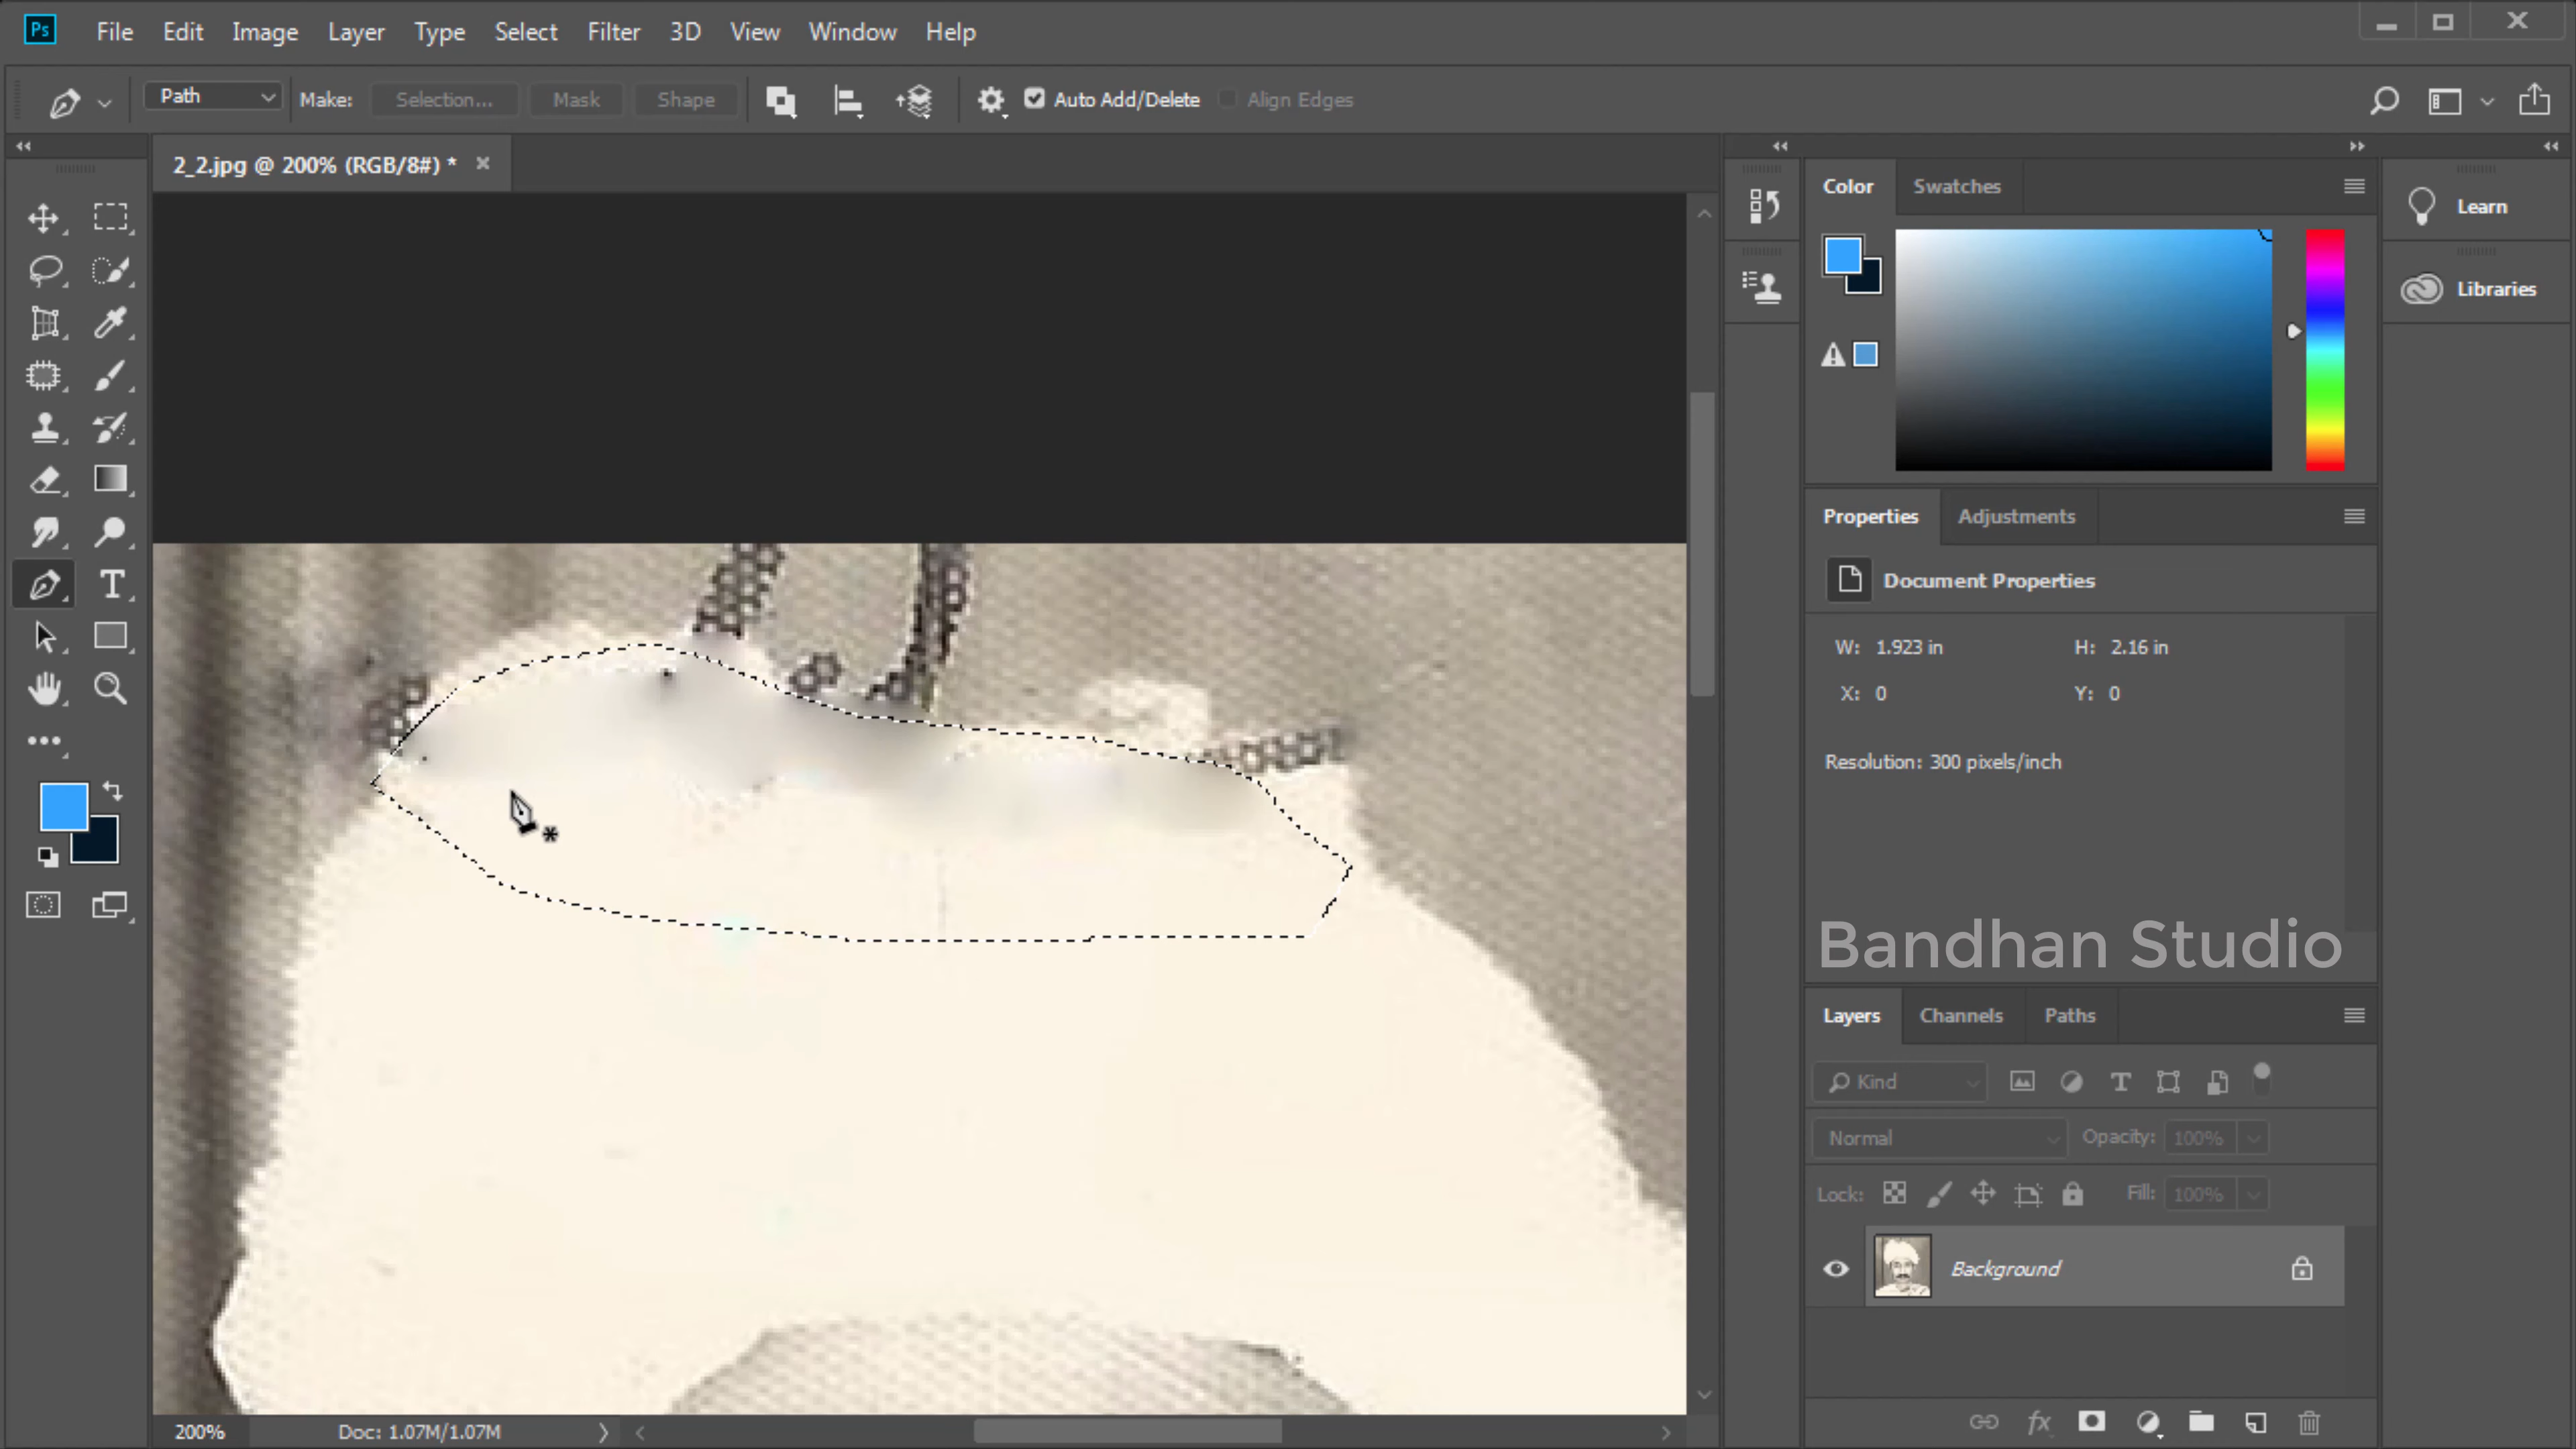 Ps File Edit Image Layer Type Select Filter 3D View Window Help
Path Make: Selection... Mask Shape Auto Add/Delete Align Edges
2_2.jpg @ 200% (RGB/8#) *
Color Swatches
Learn
Libraries
Properties Adjustments
Document Properties
W: 1.923 in H: 2.16 in
X: 0 Y: 0
Resolution: 300 pixels/inch
Bandhan Studio
Layers Channels Paths
Kind
Normal Opacity: 100%
Lock: Fill: 100%
Background
200% Doc: 1.07M/1.07M